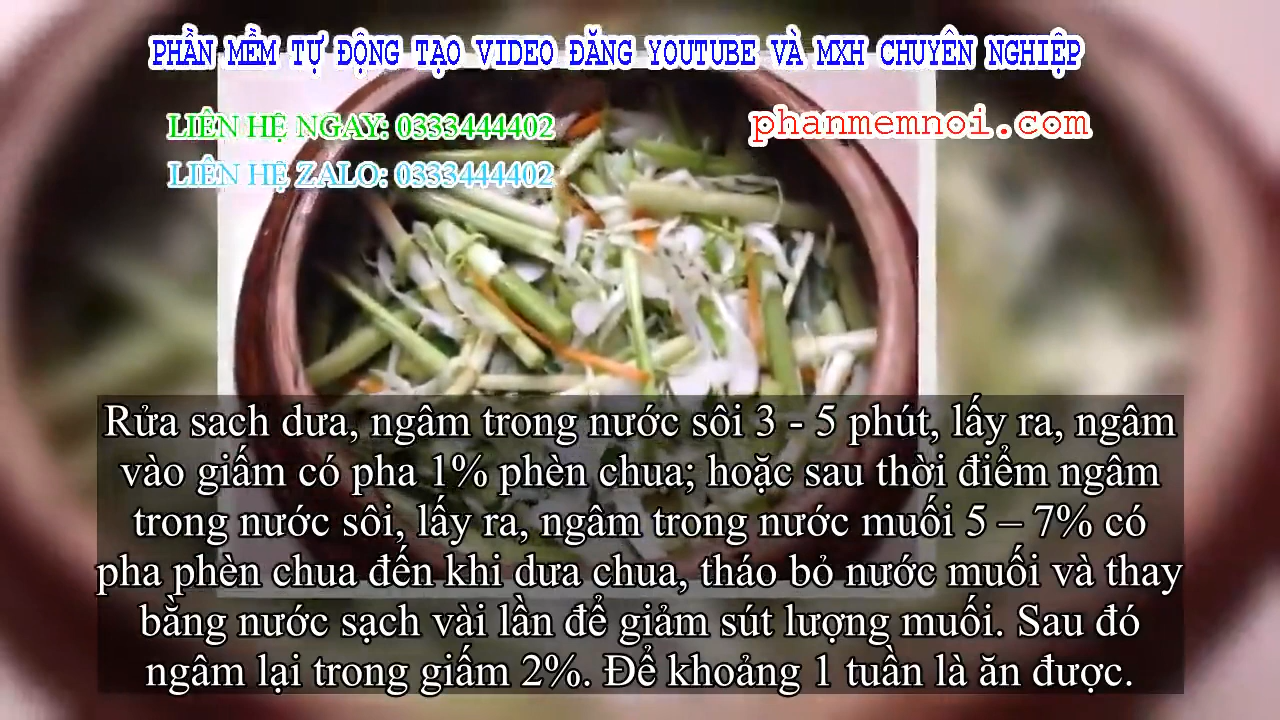 PHẦN MỀM TỰ ĐỘNG TẠO VIDEO ĐĂNG YOUTUBE VÀ MXH CHUYÊN NGHIỆP
LIÊN HỆ NGAY: 0333444402
phanmemnoi.com
LIÊN HỆ ZALO: 0333444402
Rửa sach dưa, ngâm trong nước sôi 3 - 5 phút, lấy ra, ngâm
vào giấm có pha 1% phèn chua; hoặc sau thời điểm ngâm
trong nước sôi, lấy ra, ngâm trong nước muối 5 – 7% có
pha phèn chua đến khi dưa chua, tháo bỏ nước muối và thay
bằng nước sạch vài lần để giảm sút lượng muối. Sau đó
ngâm lại trong giấm 2%. Để khoảng 1 tuần là ăn được.